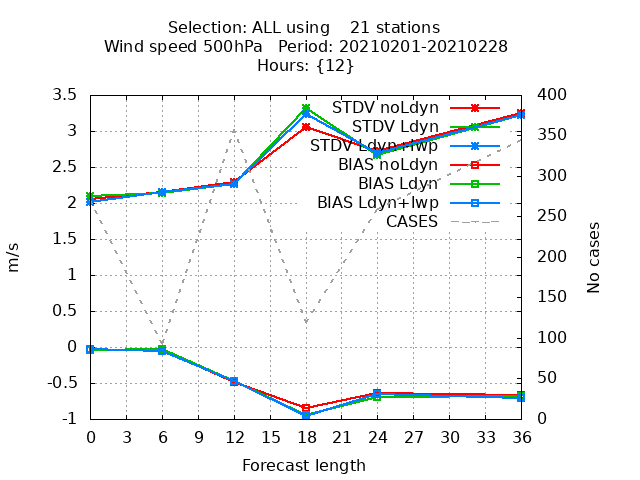 Selection: ALL using    21 stations
Wind speed 500hPa   Period: 20210201-20210228
Hours: {12}
3.5
3
2.5
2
1.5
1
0.5
0
-0.5
-1
m/s
STDV noLdyn
STDV Ldyn
STDV Ldyn+lwp
BIAS noLdyn
BIAS Ldyn
BIAS Ldyn+lwp
CASES
400
350
300
250
200
150
100
50
0
No cases
0 3 6 9 12 15 18 21 24 27 30 33 36
Forecast length